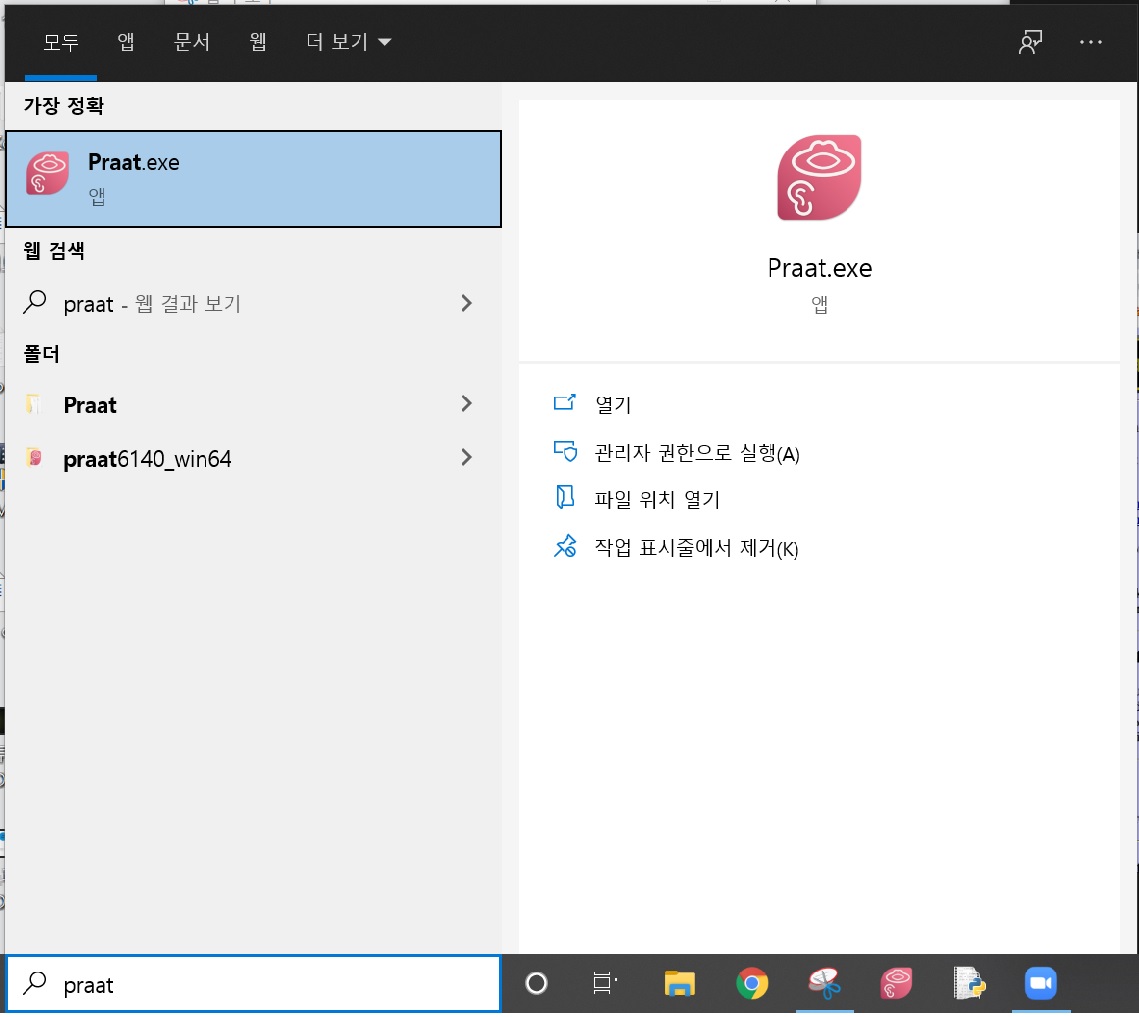 모두 앱 문서 웹 더 보기
가장 정확
Praat.exe
앱
웹 검색
praat - 웹 결과 보기
폴더
Praat
praat6140_win64
Praat.exe
앱
열기
관리자 권한으로 실행(A)
파일 위치 열기
작업 표시줄에서 제거(K)
praat